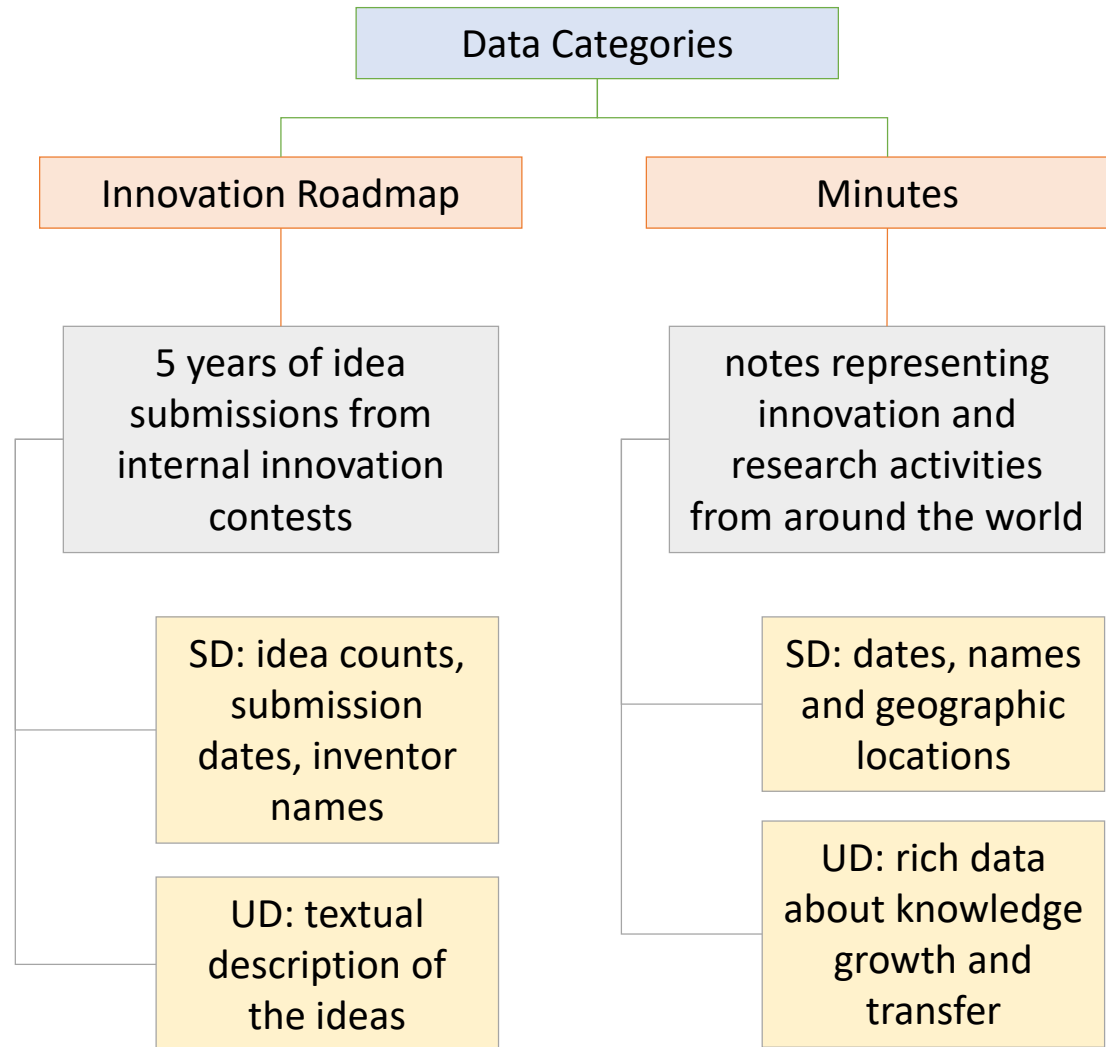 Data Categories
Innovation Roadmap
5 years of idea
submissions from
internal innovation
contests
SD: idea counts,
submission
dates, inventor
names
UD: textual
description of
the ideas
Minutes
notes representing
innovation and
research activities
from around the world
SD: dates, names
and geographic
locations
UD: rich data
about knowledge
growth and
transfer